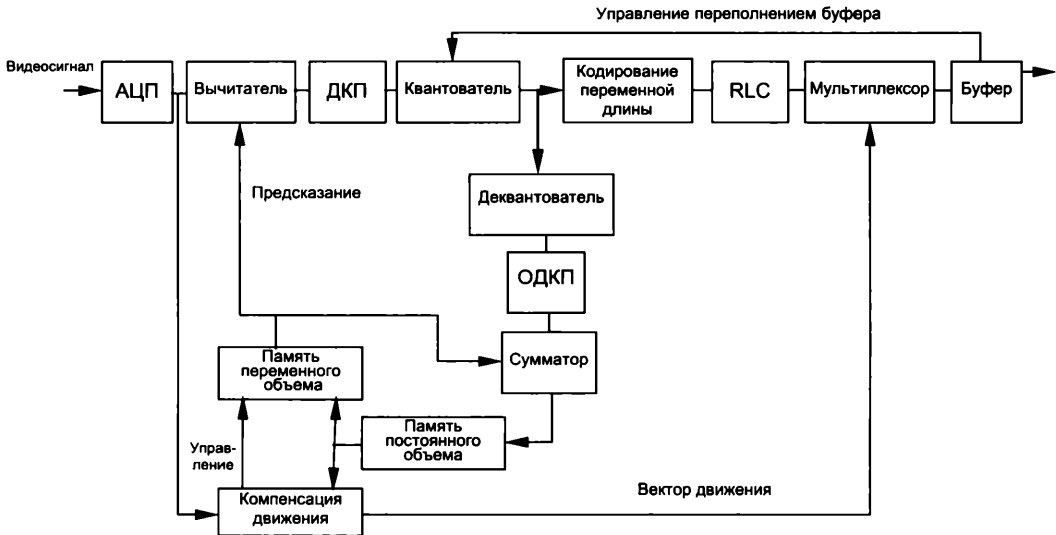 Управление переполнением буфера
Видеосигнал
АЦП
Вычитатель
ДКП
Квантователь
Кодирование
переменной
длины
RLC
Мультиплексор
Буфер
Предсказание
Деквантователь
ОДКП
Сумматор
Память
переменного
объема
Память
постоянного
объема
Управ-
ление
Компенсация
движения
Вектор движения